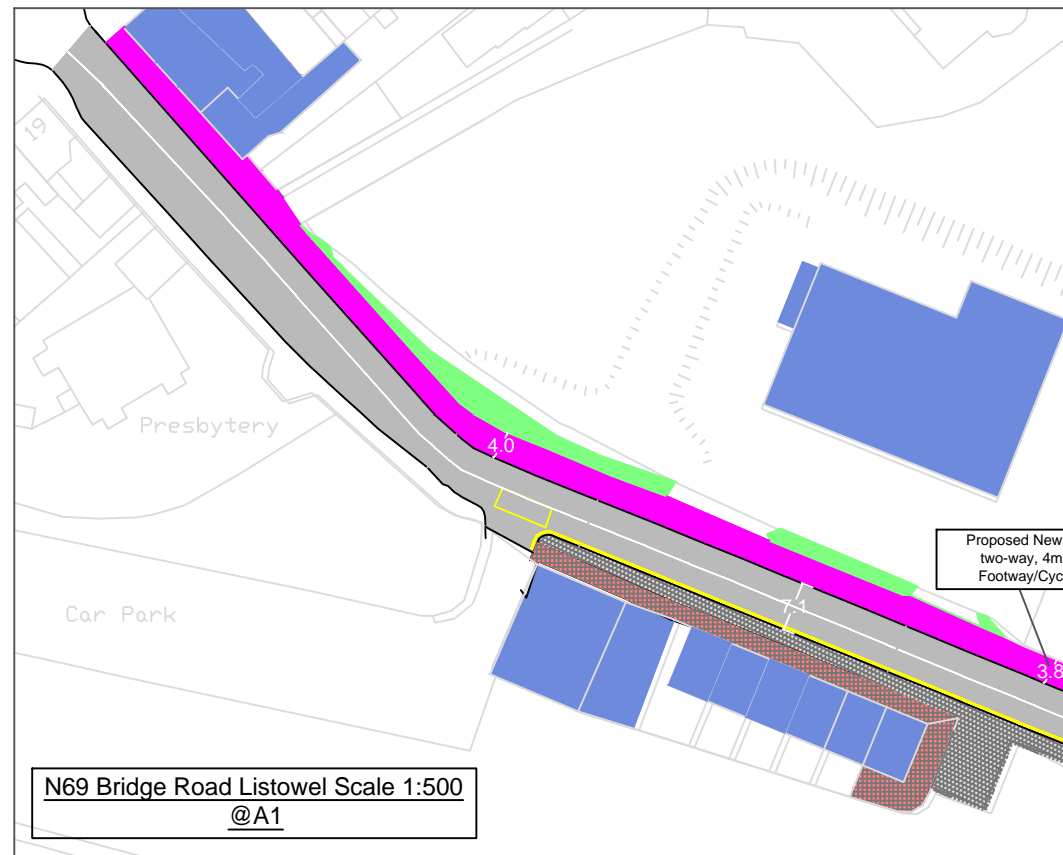 19
Presbytery
4.0
Proposed New
two-way, 4m
Footway/Cyc
Car Park
7.1
3.8
N69 Bridge Road Listowel Scale 1:500
@A1